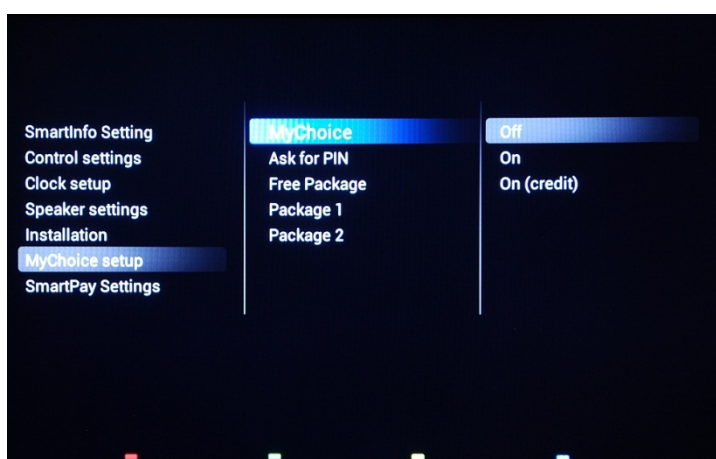 SmartInfo Setting
Control settings
Clock setup
Speaker settings
Installation
MyChoice setup
SmartPay Settings
MyChoice
Ask for PIN
Free Package
Package 1
Package 2
Off
On
On (credit)